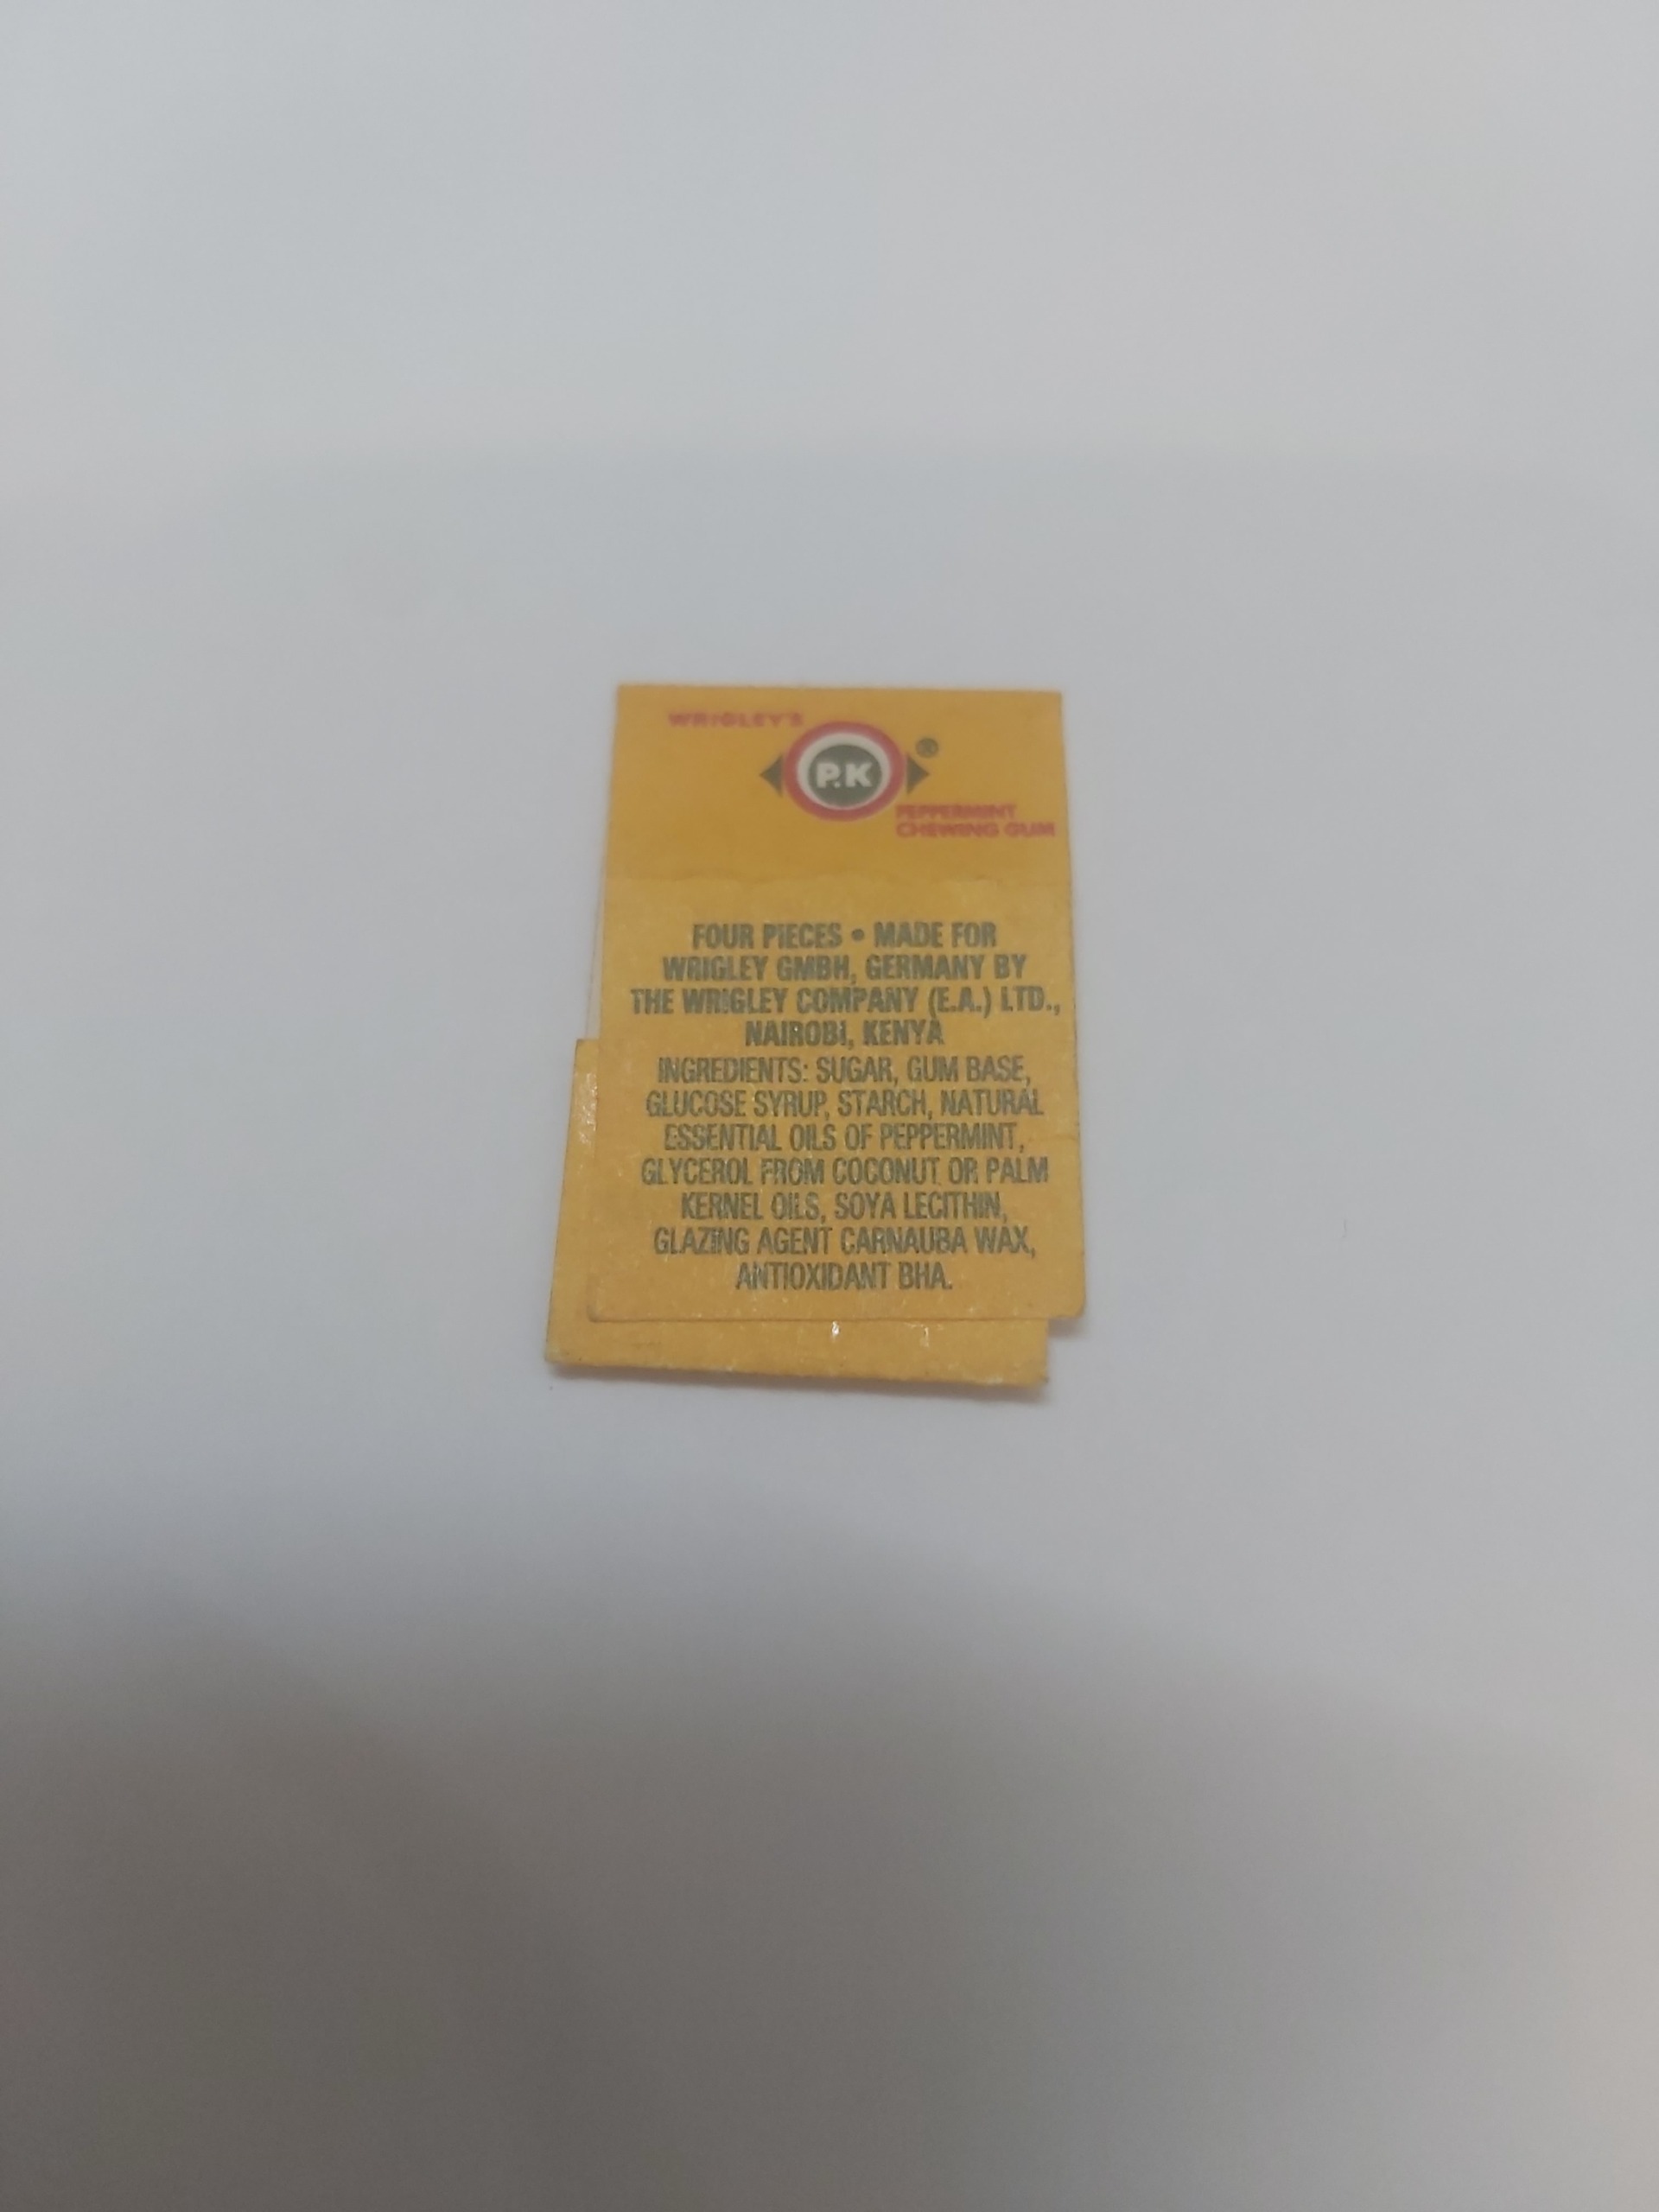 WRIGLEY'S
P.K ®
PEPPERMINT
CHEWING GUM
FOUR PIECES • MADE FOR
WRIGLEY GMBH, GERMANY BY
THE WRIGLEY COMPANY (E.A.) LTD.,
NAIROBI, KENYA
INGREDIENTS: SUGAR, GUM BASE,
GLUCOSE SYRUP, STARCH, NATURAL
ESSENTIAL OILS OF PEPPERMINT,
GLYCEROL FROM COCONUT OR PALM
KERNEL OILS, SOYA LECITHIN,
GLAZING AGENT CARNAUBA WAX,
ANTIOXIDANT BHA.